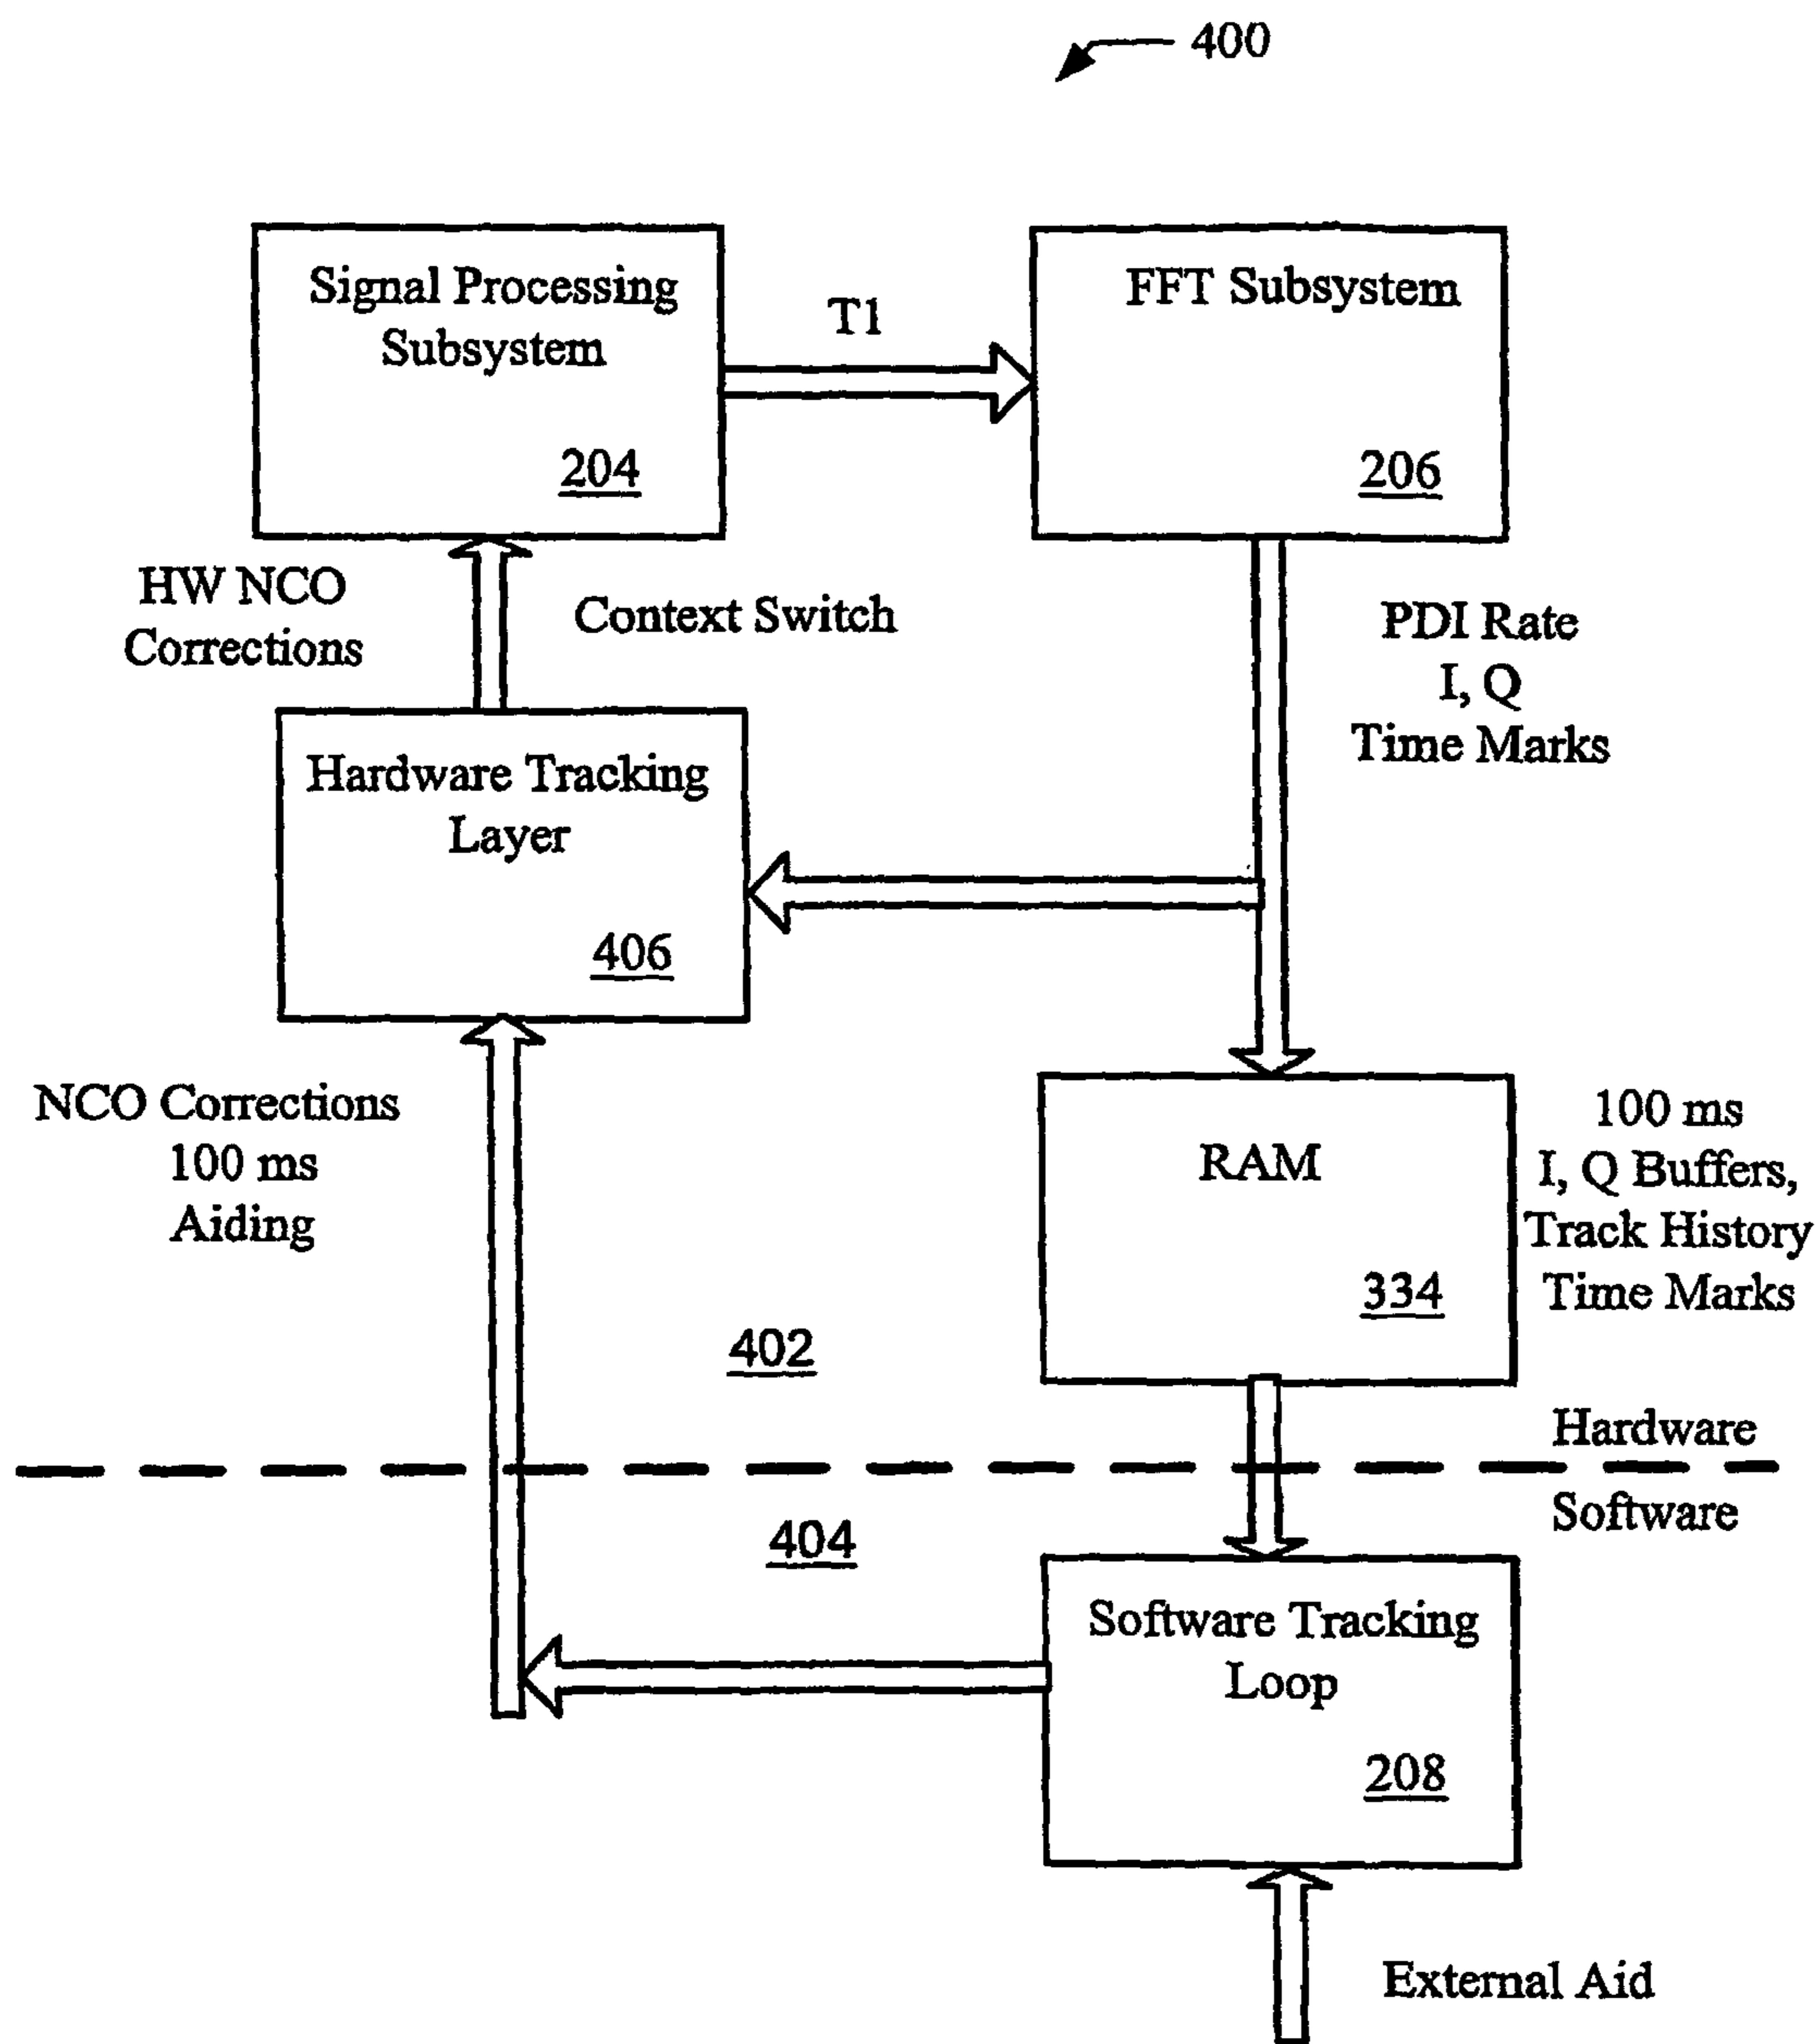 400
Signal Processing
Subsystem
204
T1
FFT Subsystem
206
HW NCO
Corrections
Context Switch
PDI Rate
I, Q
Time Marks
Hardware Tracking
Layer
406
NCO Corrections
100 ms
Aiding
RAM
334
100 ms
I, Q Buffers,
Track History
Time Marks
402
Hardware
Software
404
Software Tracking
Loop
208
External Aid